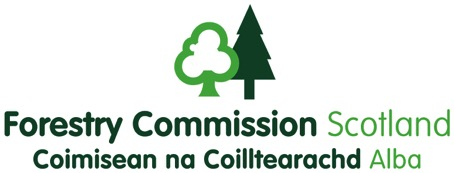 Forestry Commission Scotland
Coimisean na Coilltearachd Alba